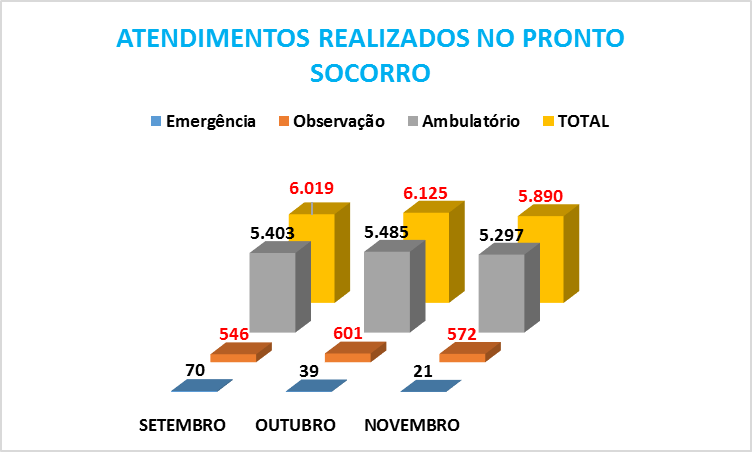 ATENDIMENTOS REALIZADOS NO PRONTO
SOCORRO
Emergência Observação Ambulatório TOTAL
6.019 6.125 5.890
5.403 5.485 5.297
546 601 572
70 39 21
SETEMBRO OUTUBRO NOVEMBRO